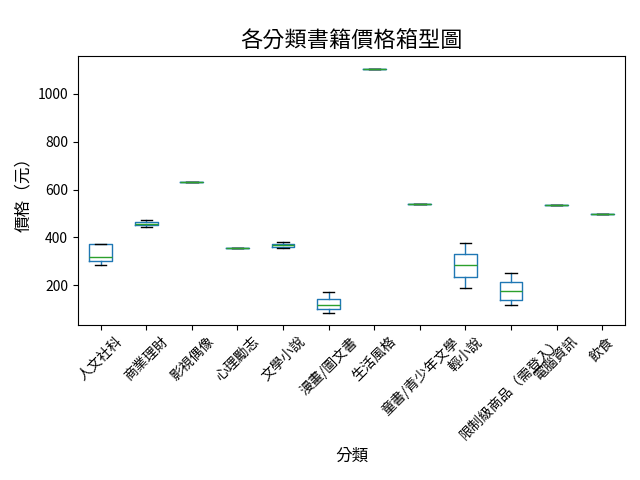 各分類書籍價格箱型圖
價格（元）
1000
800
600
400
200
人文社科
商業理財
影視偶像
心理勵志
文學小說
漫畫/圖文書
生活風格
童書/青少年文學
輕小說
限制級商品（需登入）
電腦資訊
飲食
分類